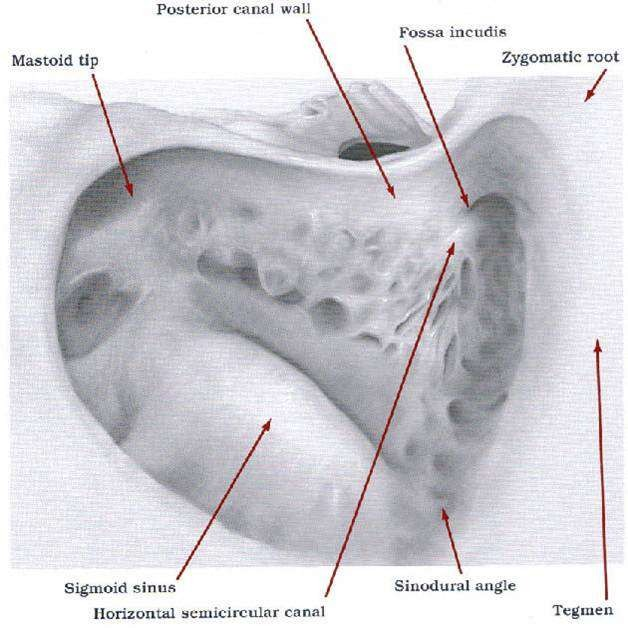 Posterior canal wall
Fossa incudis
Mastoid tip
Zygomatic root
Sigmoid sinus
Sinodural angle
Horizontal semicircular canal
Tegmen